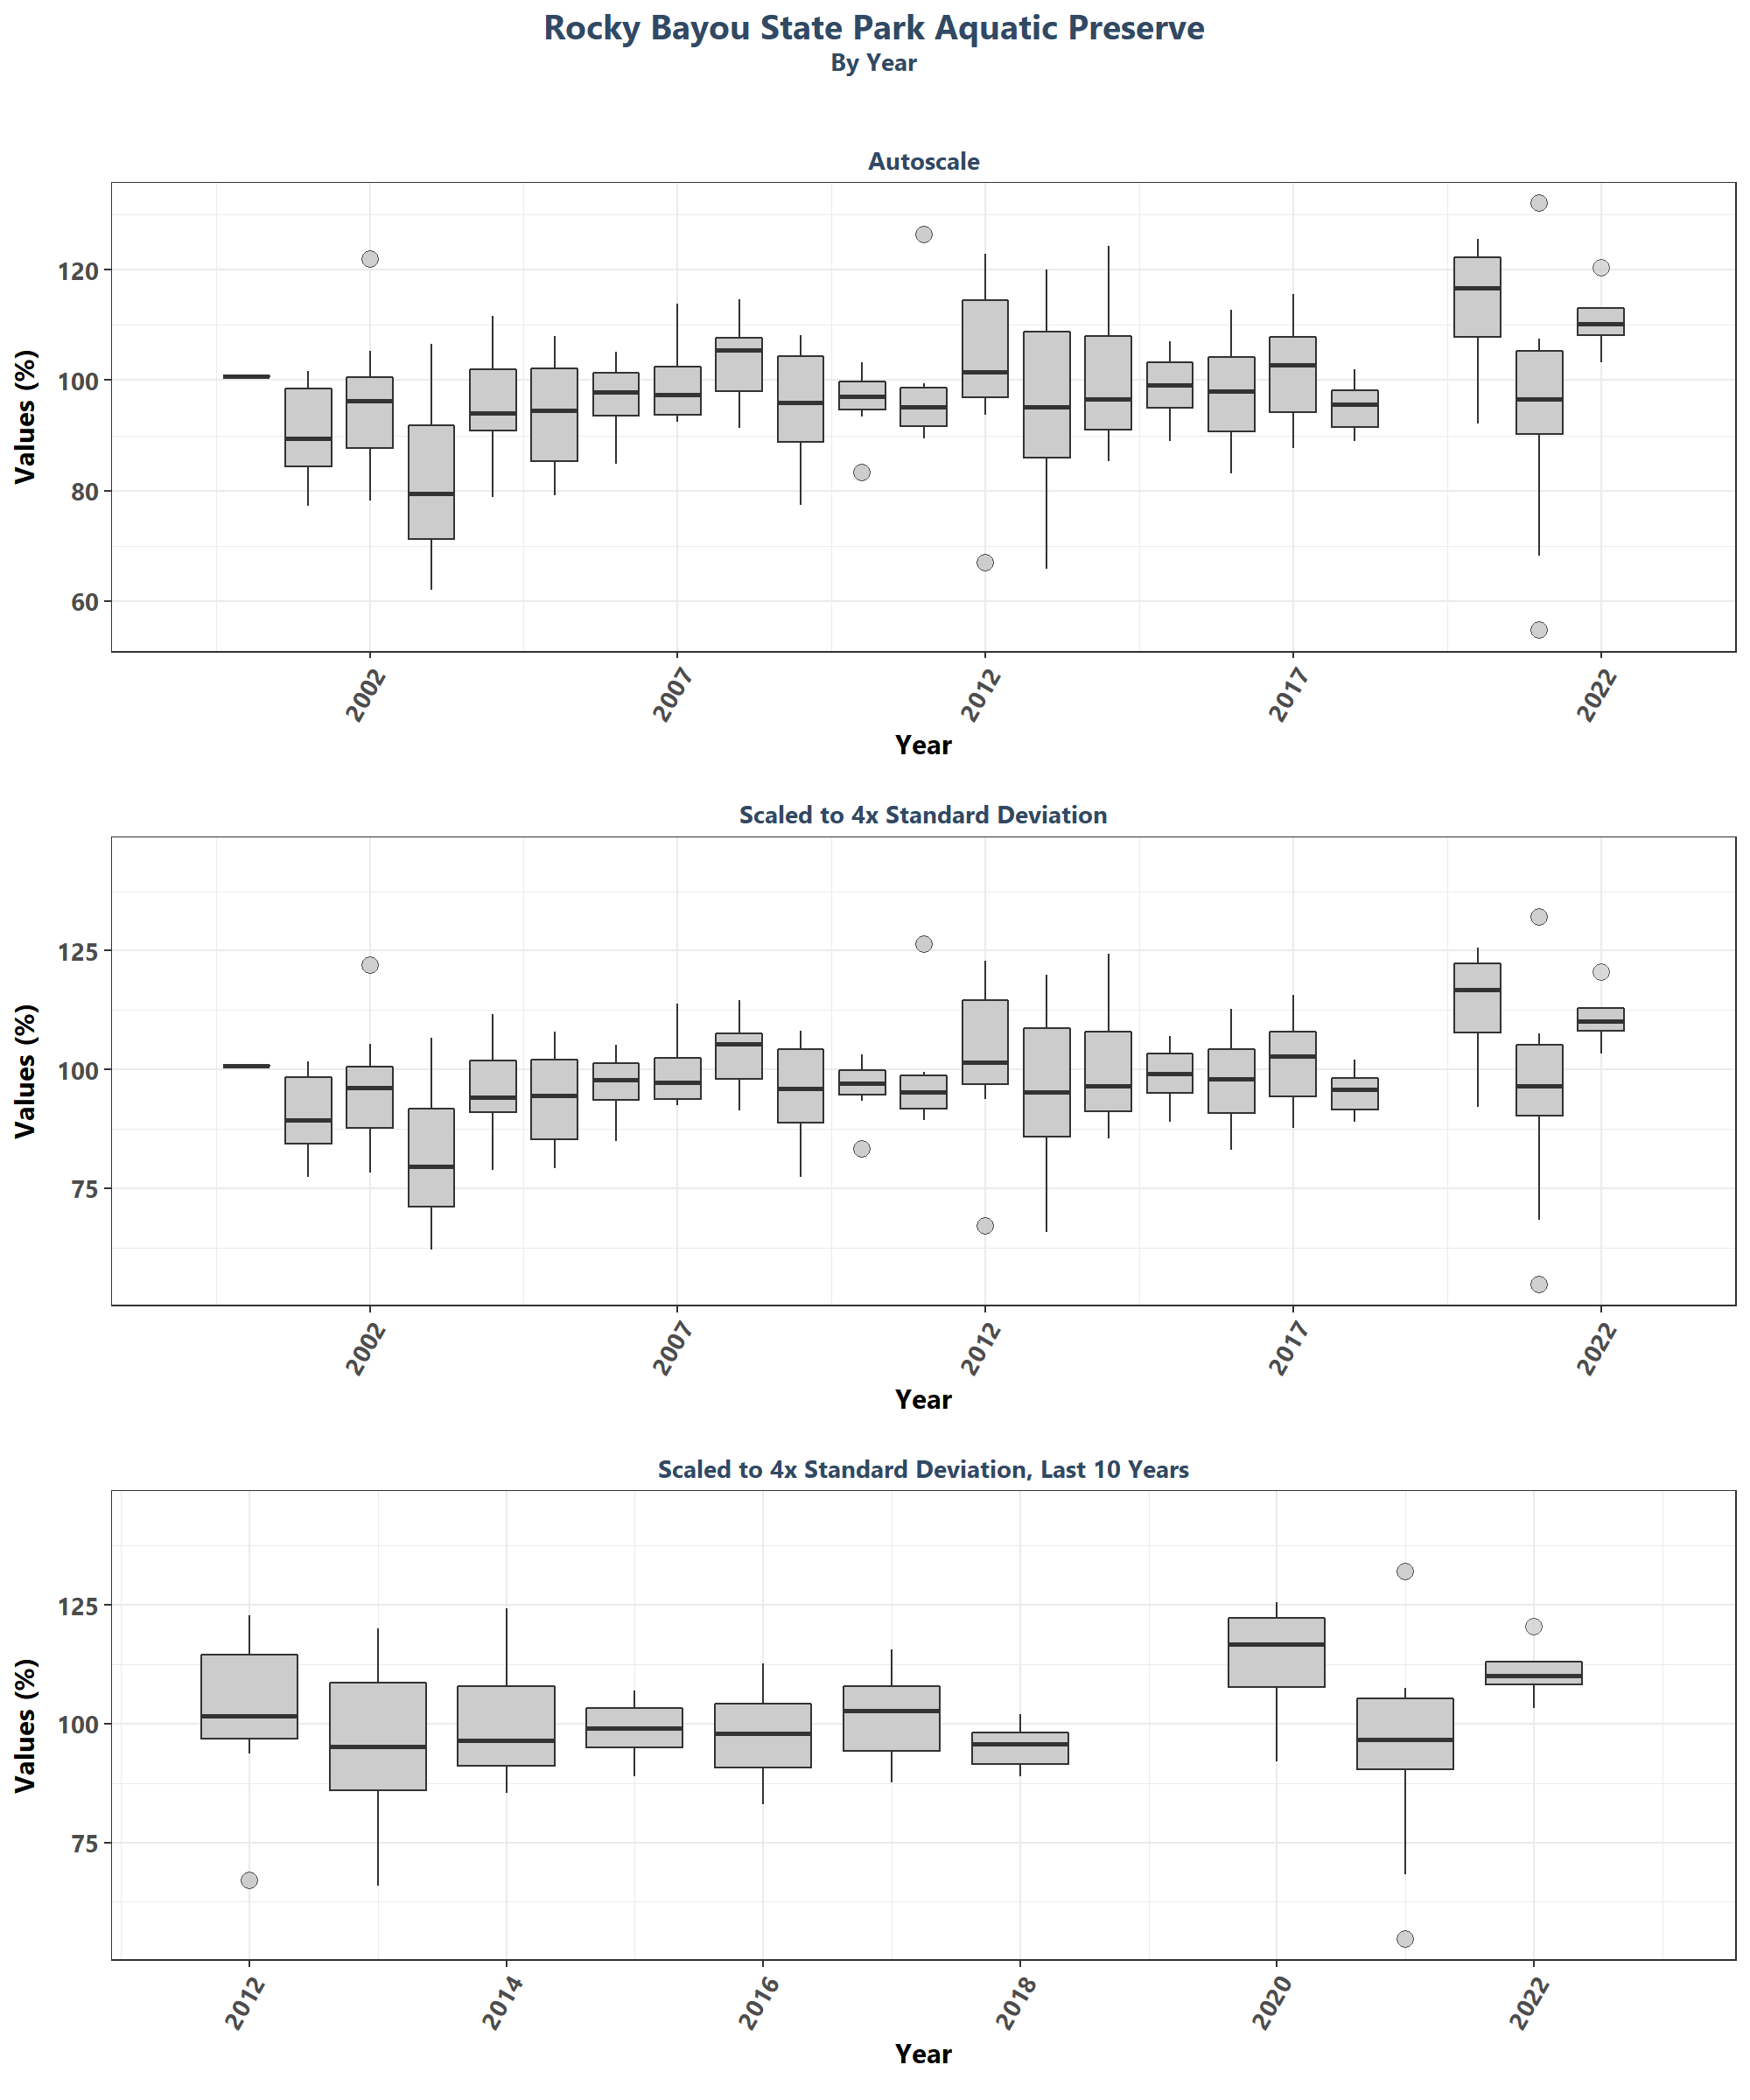 Rocky Bayou State Park Aquatic Preserve
By Year
Autoscale
Values (%)
120
100
80
60
2002
2007
2012
2017
2022
Year
Scaled to 4x Standard Deviation
Values (%)
125
100
75
2002
2007
2012
2017
2022
Year
Scaled to 4x Standard Deviation, Last 10 Years
Values (%)
125
100
75
2012
2014
2016
2018
2020
2022
Year